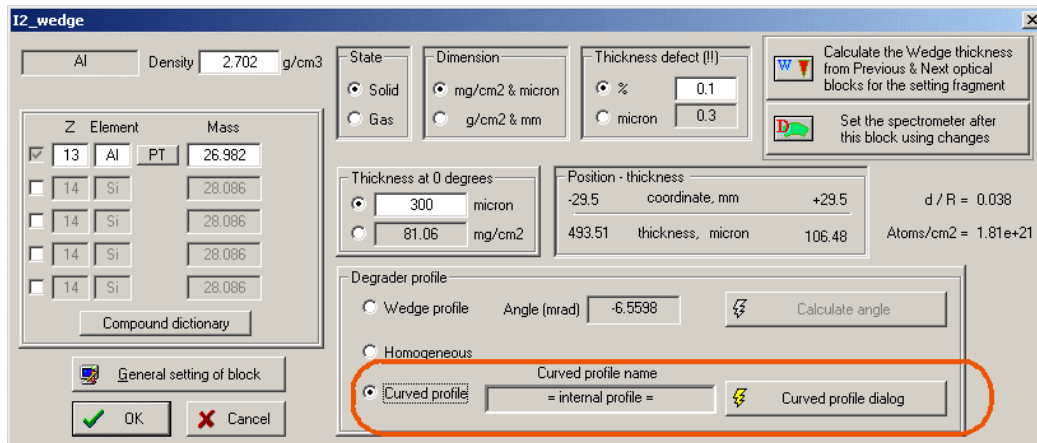 I2_wedge
Al Density 2.702 g/cm3
Z Element Mass
13 Al PT 26.982
14 Si 28.086
14 Si 28.086
14 Si 28.086
14 Si 28.086
Compound dictionary
General setting of block
OK Cancel
State
Solid
Gas
Dimension
mg/cm2 & micron
g/cm2 & mm
Thickness defect (!!)
% 0.1
micron 0.3
W Calculate the Wedge thickness
from Previous & Next optical
blocks for the setting fragment
D Set the spectrometer after
this block using changes
Thickness at 0 degrees
300 micron
81.06 mg/cm2
Position - thickness
-29.5 coordinate, mm +29.5
493.51 thickness, micron 106.48
d / R = 0.038
Atoms/cm2 = 1.81e+21
Degrader profile
Wedge profile Angle (mrad) -6.5598 Calculate angle
Homogeneous
Curved profile name
Curved profile = internal profile = Curved profile dialog